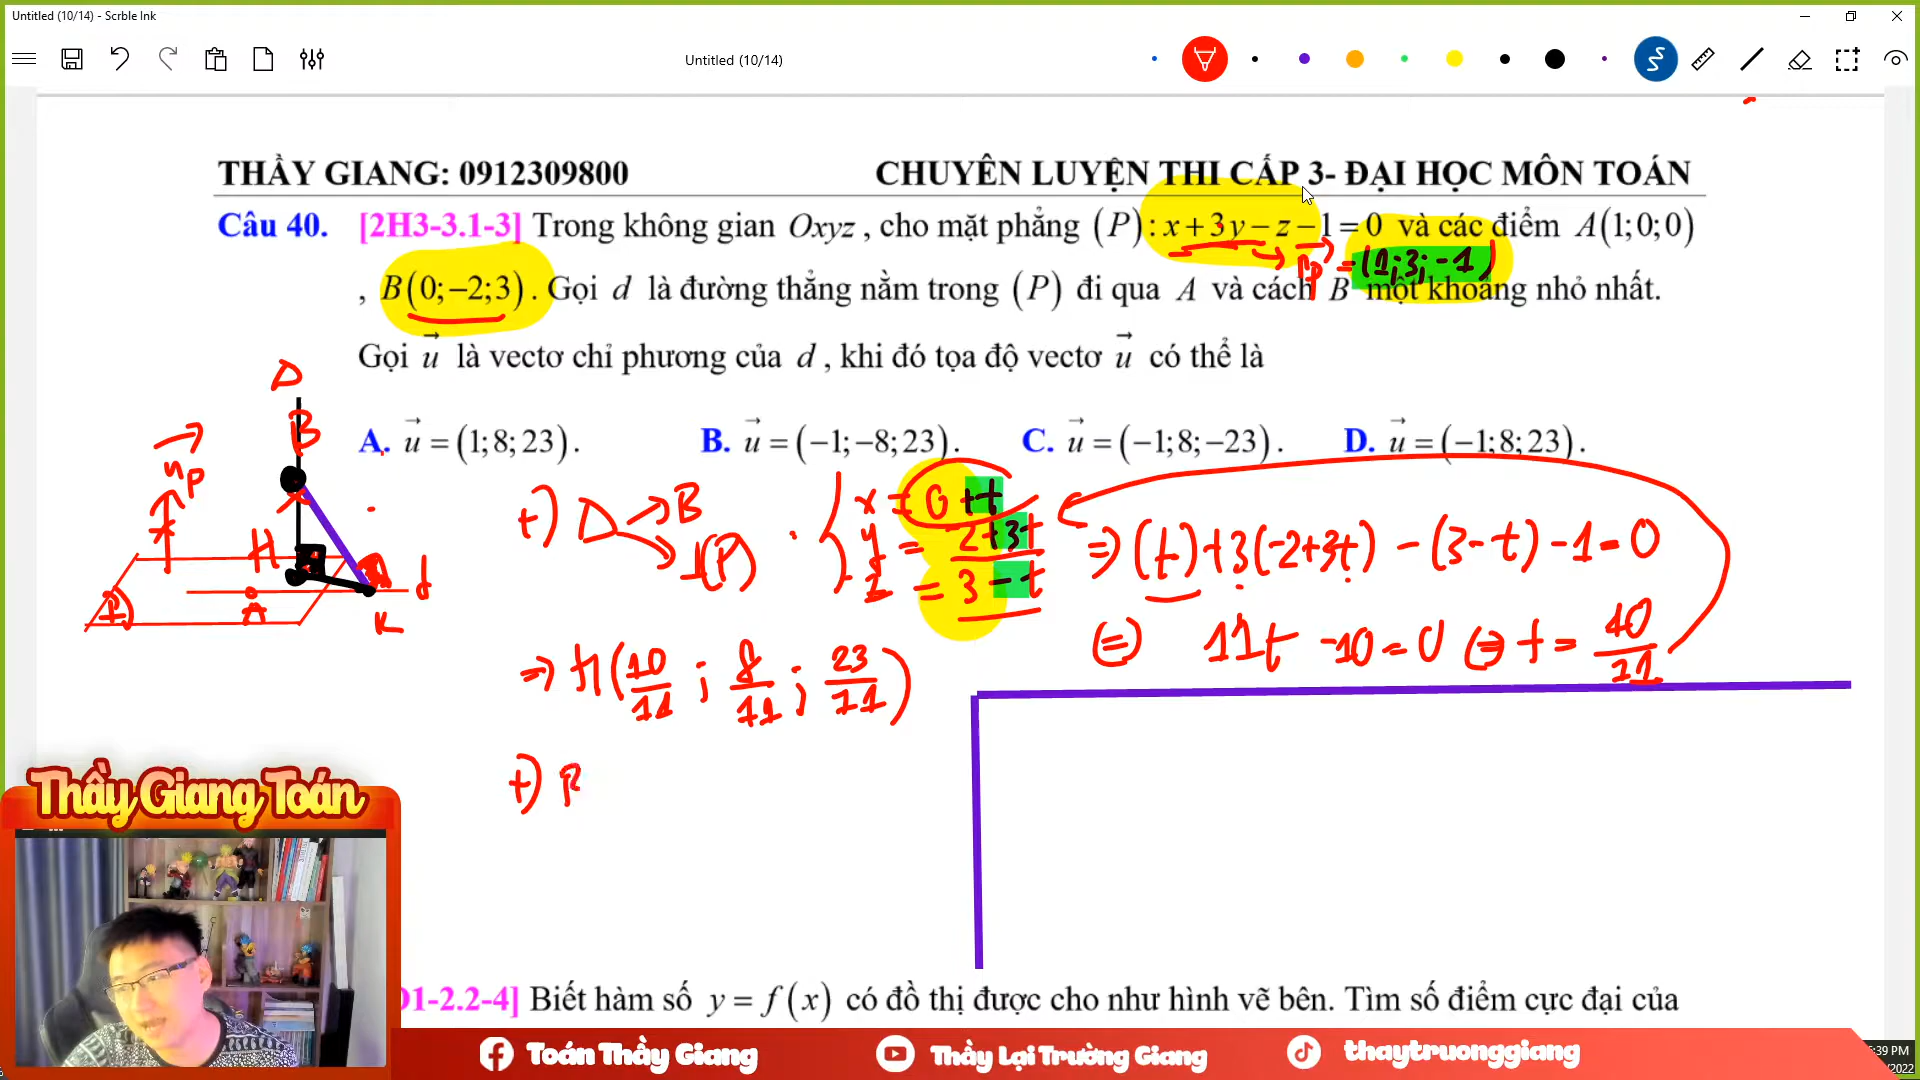 Untitled (10/14) - Scrble Ink
Untitled (10/14)
THẦY GIANG: 0912309800 CHUYÊN LUYỆN THI CẤP 3- ĐẠI HỌC MÔN TOÁN
Câu 40. [2H3-3.1-3] Trong không gian Oxyz , cho mặt phẳng (P): x+3y−z−1=0 và các điểm A(1;0;0)
n_P = (1;3;-1)
, B(0;−2;3). Gọi d là đường thẳng nằm trong (P) đi qua A và cách B một khoảng nhỏ nhất.
Gọi u⃗ là vectơ chỉ phương của d , khi đó tọa độ vectơ u⃗ có thể là
A. u⃗ = (1;8;23). B. u⃗ = (−1;−8;23). C. u⃗ = (−1;8;−23). D. u⃗ = (−1;8;23).
Δ
B
n_P
H
P
A
d
K
+) Δ → B
⊥(P)
x = 0 + t
y = -2+3t
z = 3 - t
⇒ (t)+3(-2+3t) - (3-t) -1=0
(=) 11t -10=0 (=> t = 10/11
=> H(10/11 ; 8/11 ; 23/11)
+)
Thầy Giang Toán
D1-2.2-4] Biết hàm số y = f(x) có đồ thị được cho như hình vẽ bên. Tìm số điểm cực đại của
Toán Thầy Giang
Thầy Lại Trường Giang
thaytruonggiang
:39 PM
/2022